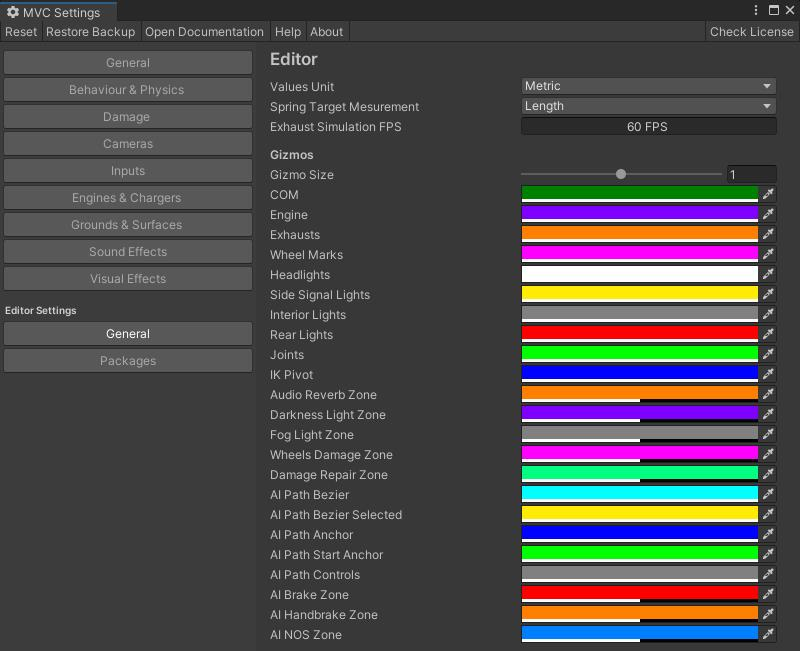 MVC Settings
Reset Restore Backup Open Documentation Help About Check License
General
Behaviour & Physics
Damage
Cameras
Inputs
Engines & Chargers
Grounds & Surfaces
Sound Effects
Visual Effects
Editor Settings
General
Packages
Editor
Values Unit Metric
Spring Target Mesurement Length
Exhaust Simulation FPS 60 FPS
Gizmos
Gizmo Size 1
COM
Engine
Exhausts
Wheel Marks
Headlights
Side Signal Lights
Interior Lights
Rear Lights
Joints
IK Pivot
Audio Reverb Zone
Darkness Light Zone
Fog Light Zone
Wheels Damage Zone
Damage Repair Zone
AI Path Bezier
AI Path Bezier Selected
AI Path Anchor
AI Path Start Anchor
AI Path Controls
AI Brake Zone
AI Handbrake Zone
AI NOS Zone